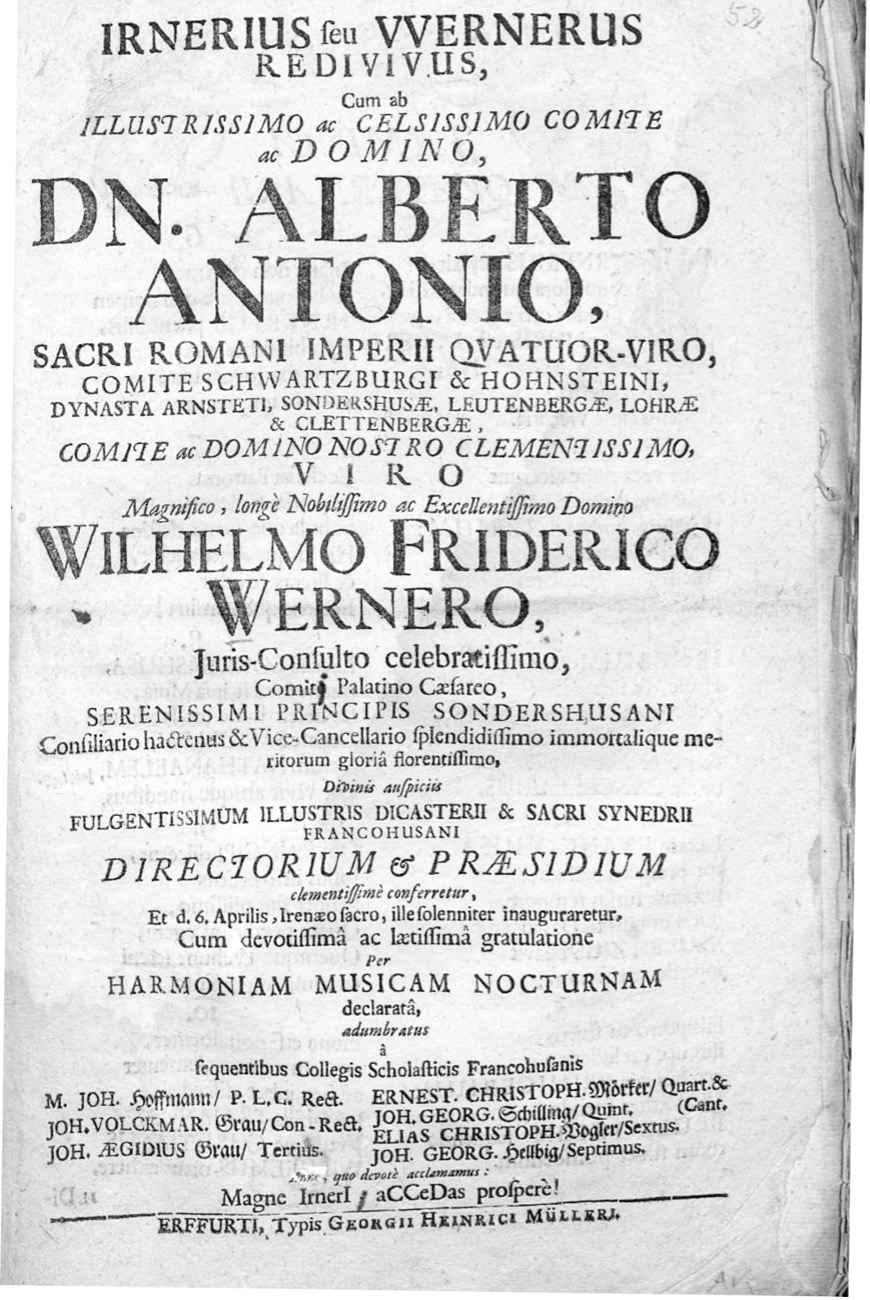 52
IRNERIUS ſeu VVERNERUS
REDIVIVUS,
Cum ab
ILLUSTRISSIMO ac CELSISSIMO COMITE
ac DOMINO,
DN. ALBERTO
ANTONIO,
SACRI ROMANI IMPERII QVATUOR-VIRO,
COMITE SCHWARTZBURGI & HOHNSTEINI,
DYNASTA ARNSTETI, SONDERSHUSÆ, LEUTENBERGÆ, LOHRÆ
& CLETTENBERGÆ,
COMITE ac DOMINO NOSTRO CLEMENTISSIMO,
VIRO
Magnifico, longè Nobiliſſimo ac Excellentiſſimo Domino
WILHELMO FRIDERICO
WERNERO,
Juris-Conſulto celebratiſſimo,
Comiti Palatino Cæſareo,
SERENISSIMI PRINCIPIS SONDERSHUSANI
Conſiliario hactenus & Vice-Cancellario ſplendidiſſimo immortalique me-
ritorum gloriâ florentiſſimo,
Divinis auſpiciis
FULGENTISSIMUM ILLUSTRIS DICASTERII & SACRI SYNEDRII
FRANCOHUSANI
DIRECTORIUM & PRÆSIDIUM
clementiſſimè conferretur,
Et d. 6. Aprilis, Irenæo ſacro, ille ſolenniter inauguraretur,
Cum devotiſſimâ ac lætiſſimâ gratulatione
Per
HARMONIAM MUSICAM NOCTURNAM
declaratâ,
adumbratus
â
ſequentibus Collegis Scholaſticis Francohuſanis
M. JOH. Hoffmann/ P. L. C. Rect.
JOH. VOLCKMAR. Grau/ Con-Rect.
JOH. ÆGIDIUS Grau/ Tertius.
ERNEST. CHRISTOPH. Mörker/ Quart. &
(Cant.
JOH. GEORG. Schilling/ Quint.
ELIAS CHRISTOPH. Vogler/ Sextus.
JOH. GEORG. Hellbig/ Septimus.
quo devotè acclamamus:
Magne IrnerI, aCCeDas proſperè!
ERFFURTI, Typis GEORGII HEINRICI MÜLLERI.